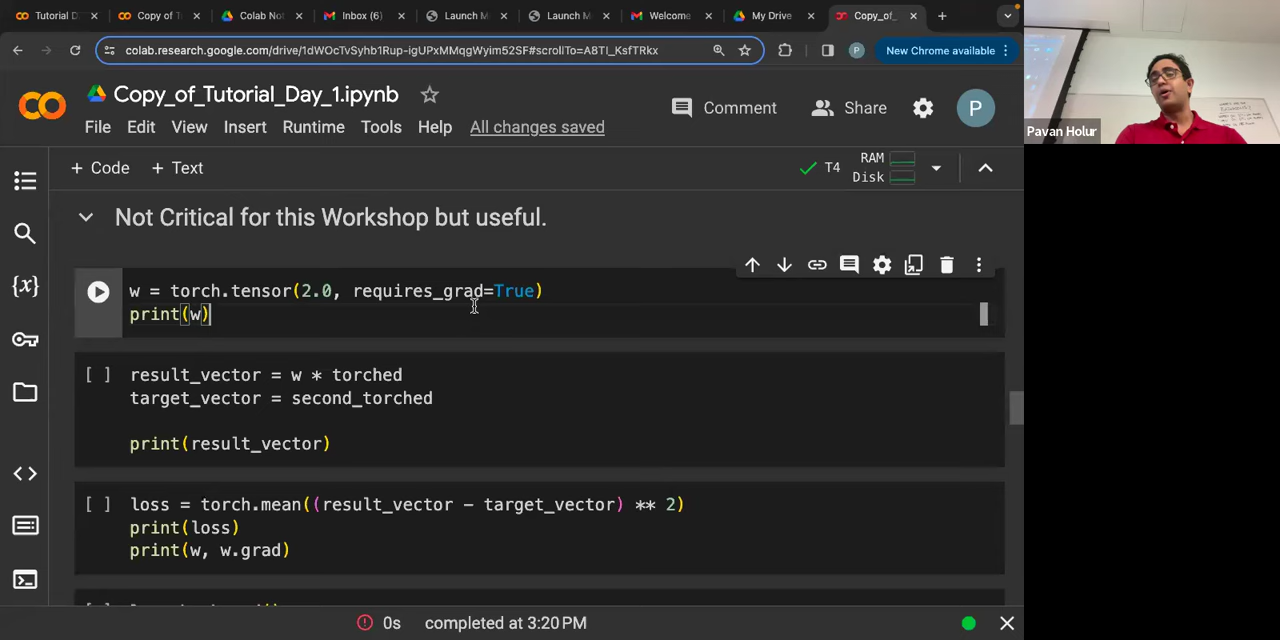 Tutorial D
Copy of T
Colab Not
Inbox (6)
Launch M
Launch M
Welcome
My Drive
Copy_of_
colab.research.google.com/drive/1dWOcTvSyhb1Rup-igUPxMMqgWyim52SF#scrollTo=A8TI_KsfTRkx
P
New Chrome available
Copy_of_Tutorial_Day_1.ipynb
File Edit View Insert Runtime Tools Help All changes saved
Comment
Share
P
+ Code + Text
T4
RAM
Disk
Not Critical for this Workshop but useful.
w = torch.tensor(2.0, requires_grad=True)
print(w)
[ ] result_vector = w * torched
target_vector = second_torched
print(result_vector)
[ ] loss = torch.mean((result_vector - target_vector) ** 2)
print(loss)
print(w, w.grad)
0s completed at 3:20PM
Pavan Holur